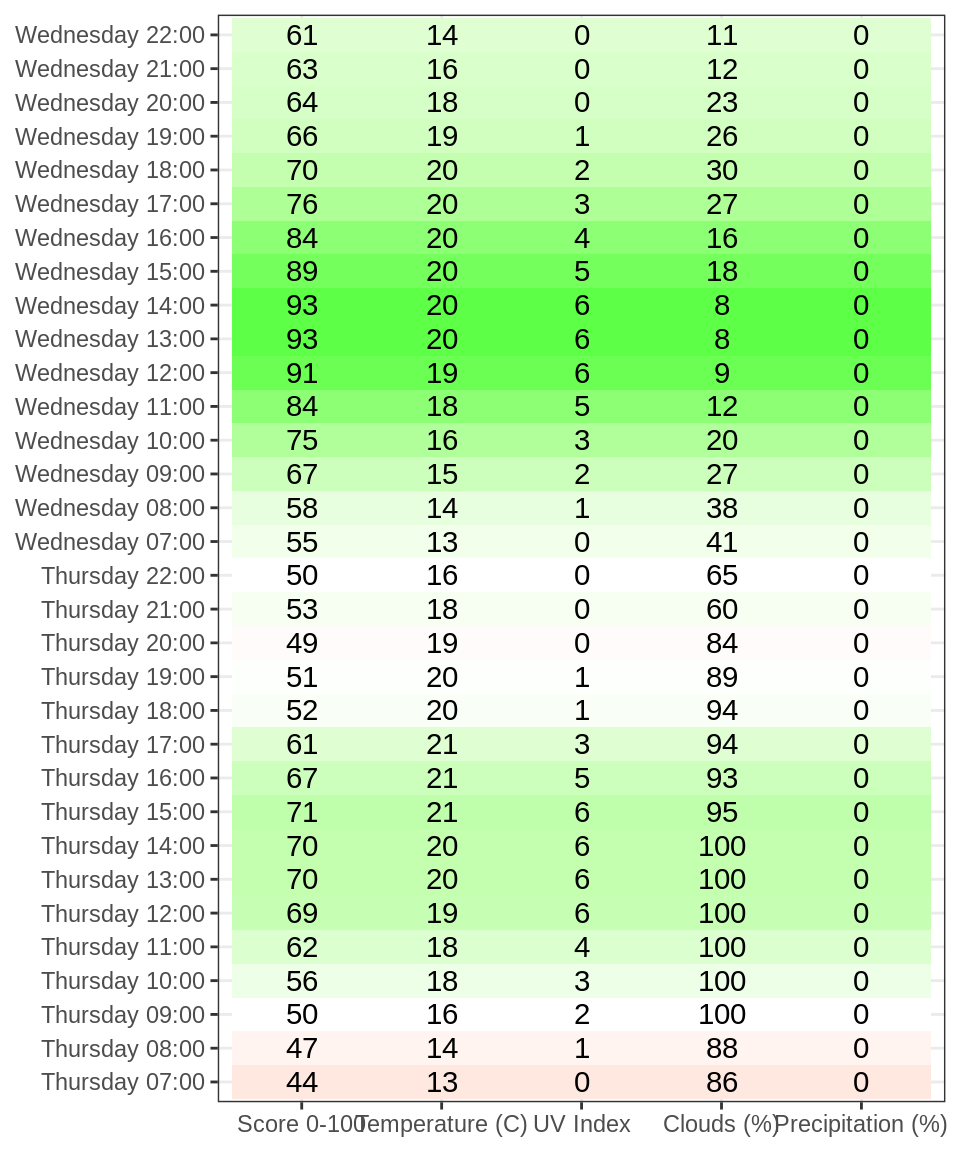 Wednesday 22:00 61 14 0 11 0
Wednesday 21:00 63 16 0 12 0
Wednesday 20:00 64 18 0 23 0
Wednesday 19:00 66 19 1 26 0
Wednesday 18:00 70 20 2 30 0
Wednesday 17:00 76 20 3 27 0
Wednesday 16:00 84 20 4 16 0
Wednesday 15:00 89 20 5 18 0
Wednesday 14:00 93 20 6 8 0
Wednesday 13:00 93 20 6 8 0
Wednesday 12:00 91 19 6 9 0
Wednesday 11:00 84 18 5 12 0
Wednesday 10:00 75 16 3 20 0
Wednesday 09:00 67 15 2 27 0
Wednesday 08:00 58 14 1 38 0
Wednesday 07:00 55 13 0 41 0
Thursday 22:00 50 16 0 65 0
Thursday 21:00 53 18 0 60 0
Thursday 20:00 49 19 0 84 0
Thursday 19:00 51 20 1 89 0
Thursday 18:00 52 20 1 94 0
Thursday 17:00 61 21 3 94 0
Thursday 16:00 67 21 5 93 0
Thursday 15:00 71 21 6 95 0
Thursday 14:00 70 20 6 100 0
Thursday 13:00 70 20 6 100 0
Thursday 12:00 69 19 6 100 0
Thursday 11:00 62 18 4 100 0
Thursday 10:00 56 18 3 100 0
Thursday 09:00 50 16 2 100 0
Thursday 08:00 47 14 1 88 0
Thursday 07:00 44 13 0 86 0
Score 0-100 Temperature (C) UV Index Clouds (%) Precipitation (%)